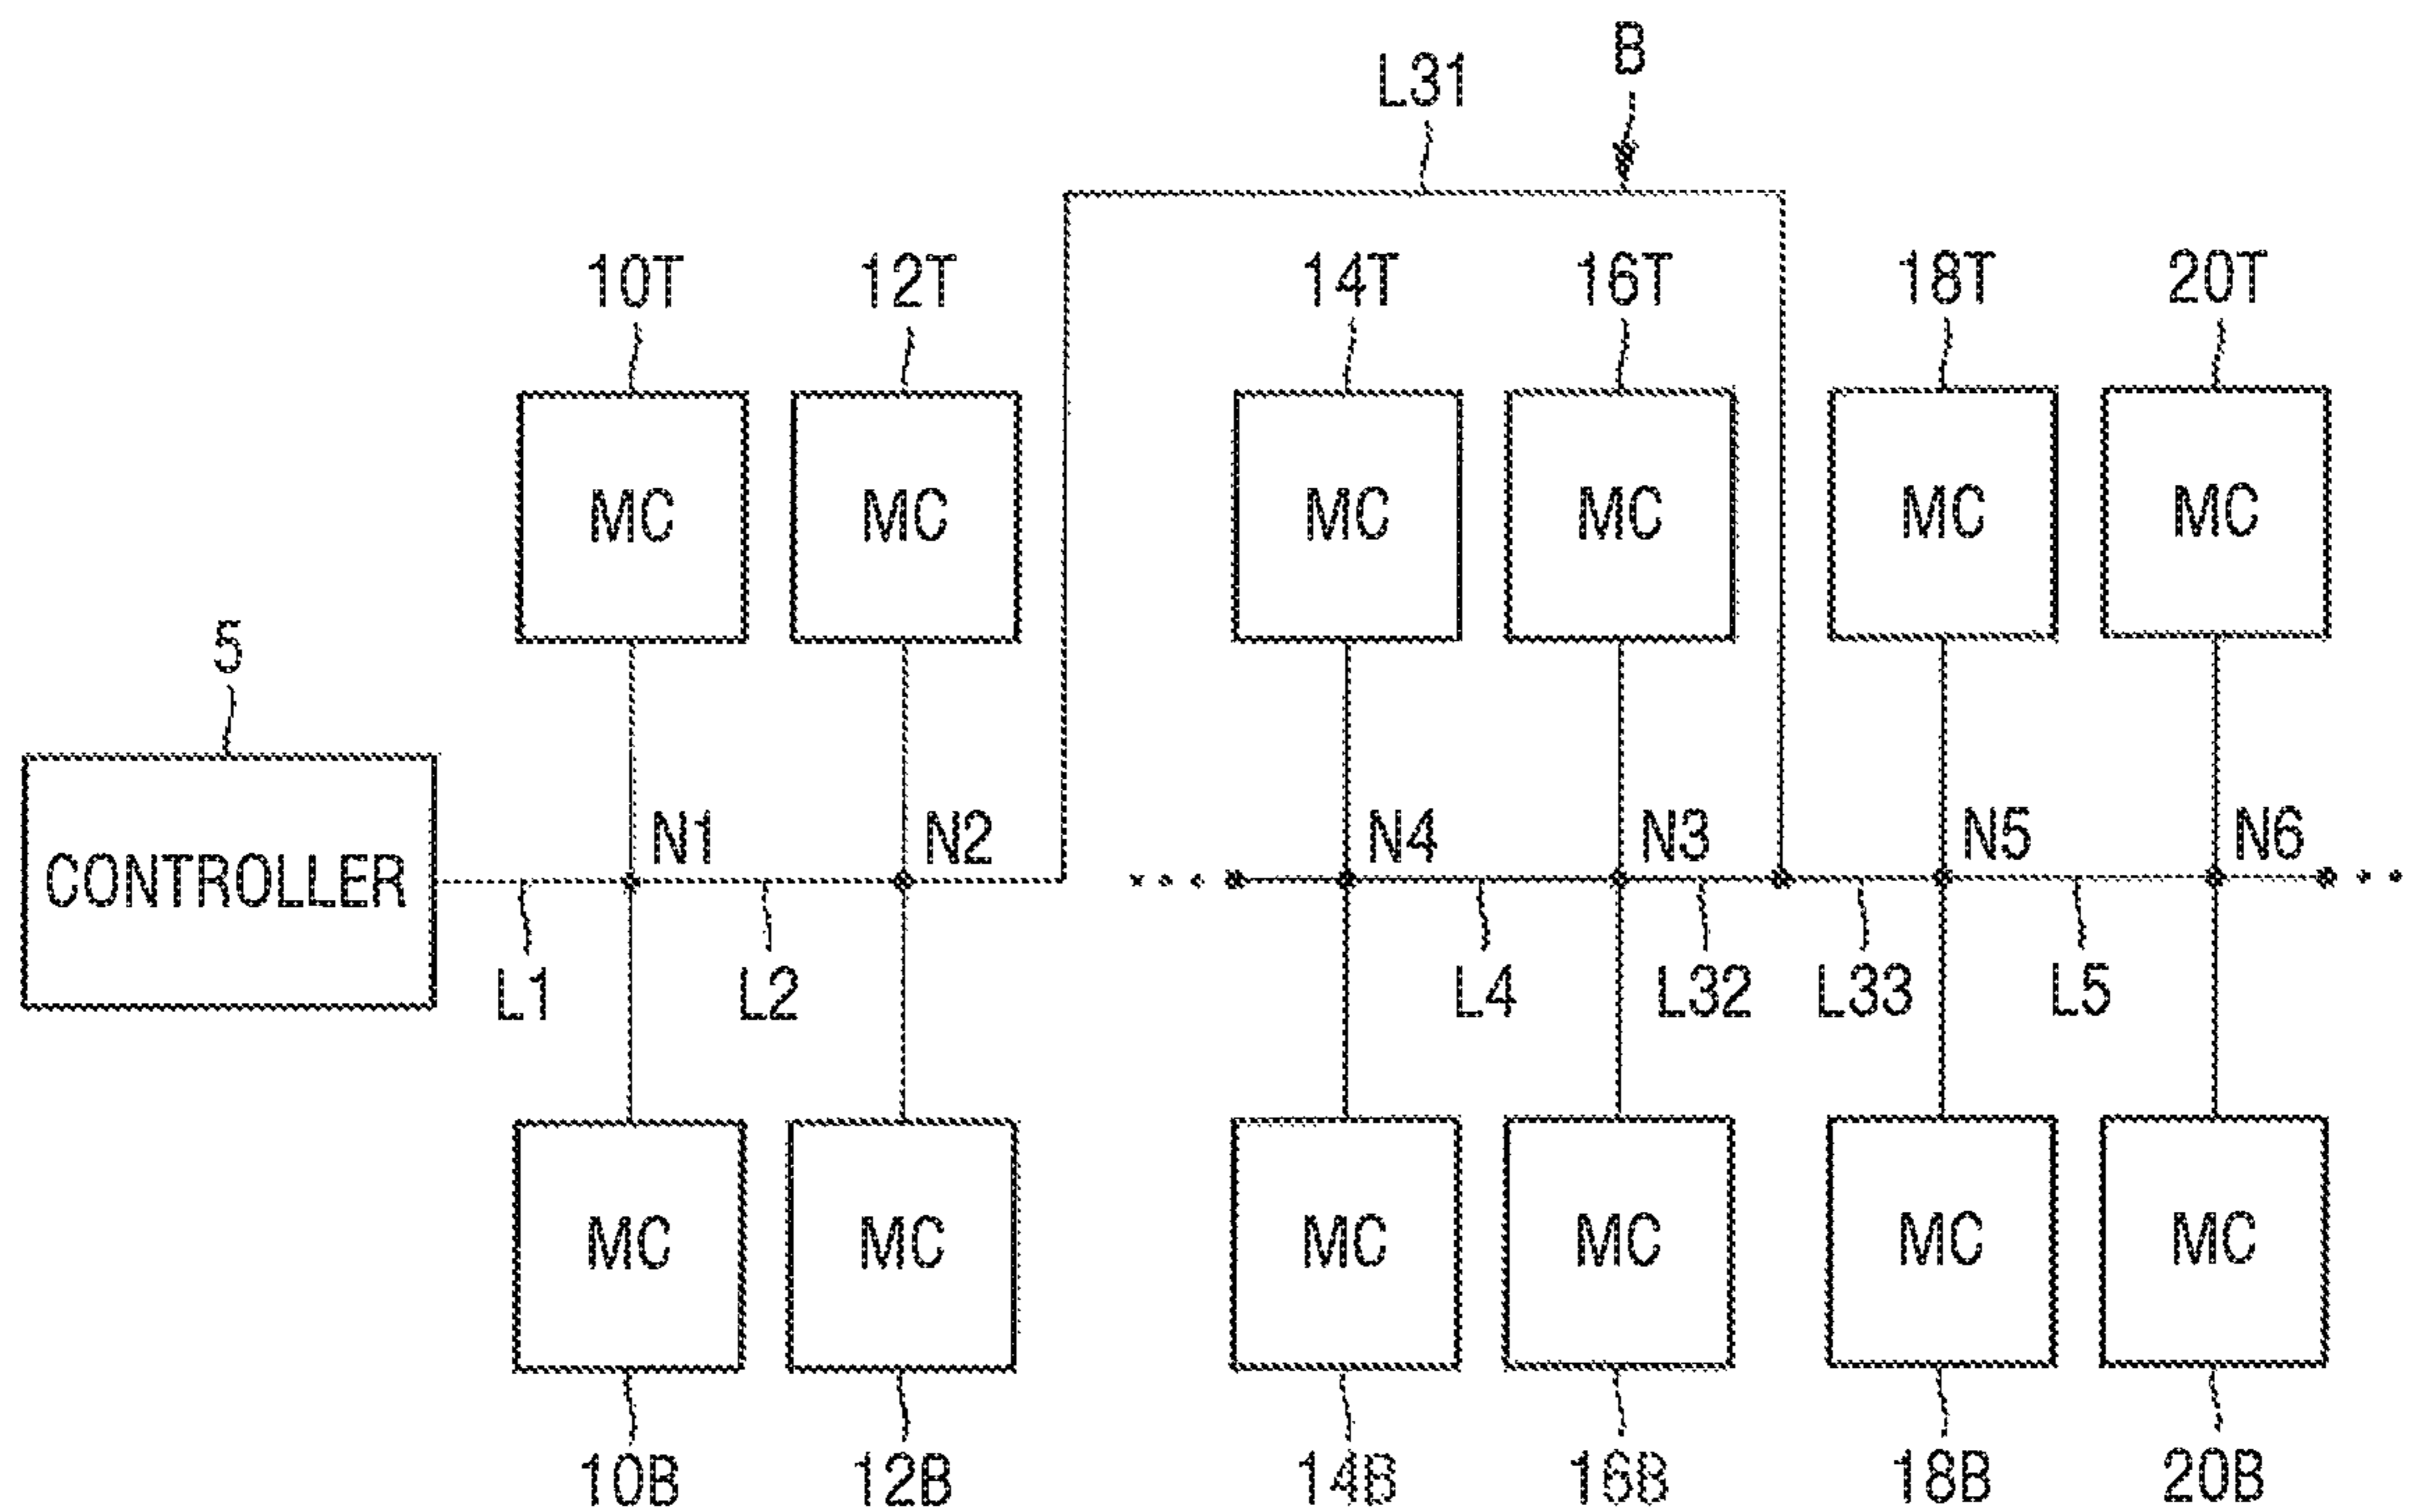 B
L31
10T 12T 14T 16T 18T 20T
MC MC MC MC MC MC
5
N1 N2 N4 N3 N5 N6
CONTROLLER
L1 L2 L4 L32 L33 L5
MC MC MC MC MC MC
10B 12B 14B 16B 18B 20B